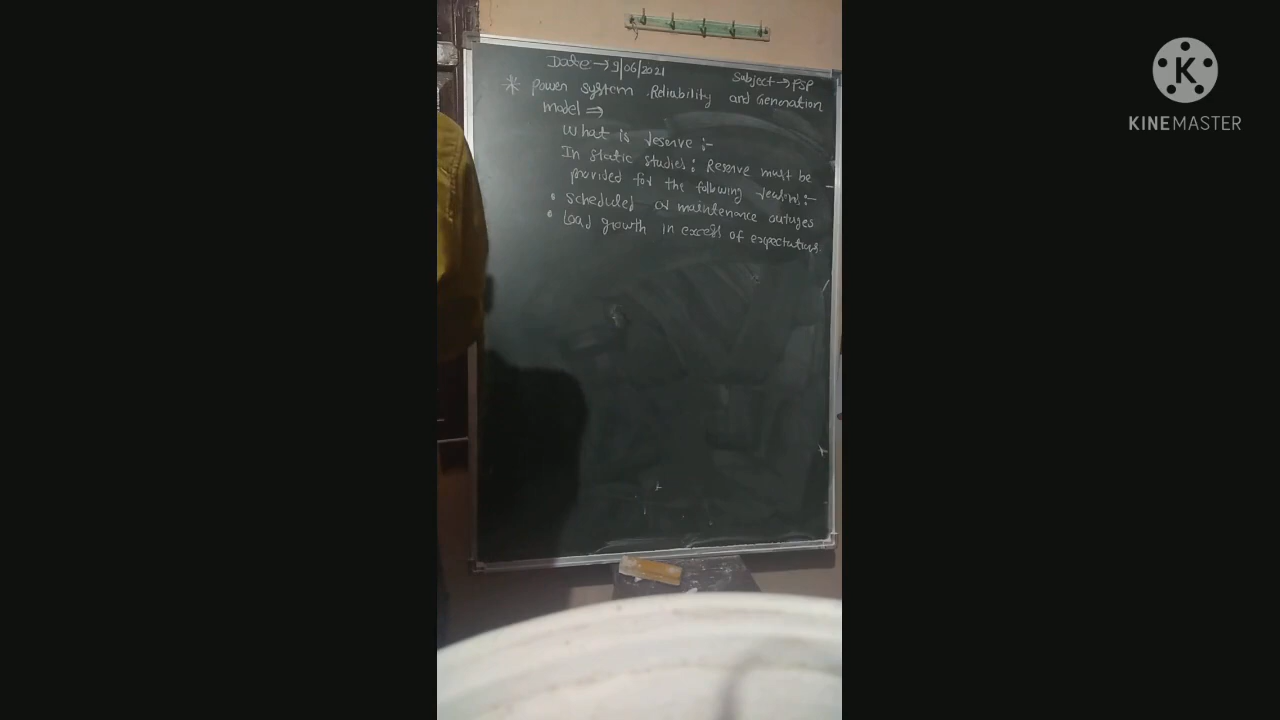 Date → 9/06/2021
Subject → PSP
* Power system Reliability and Generation
Model ⇒
What is reserve :-
In static studies : Reserve must be
provided for the following reasons :-
• Scheduled or maintenance outages
• Load growth in excess of expectations.
K
KINEMASTER